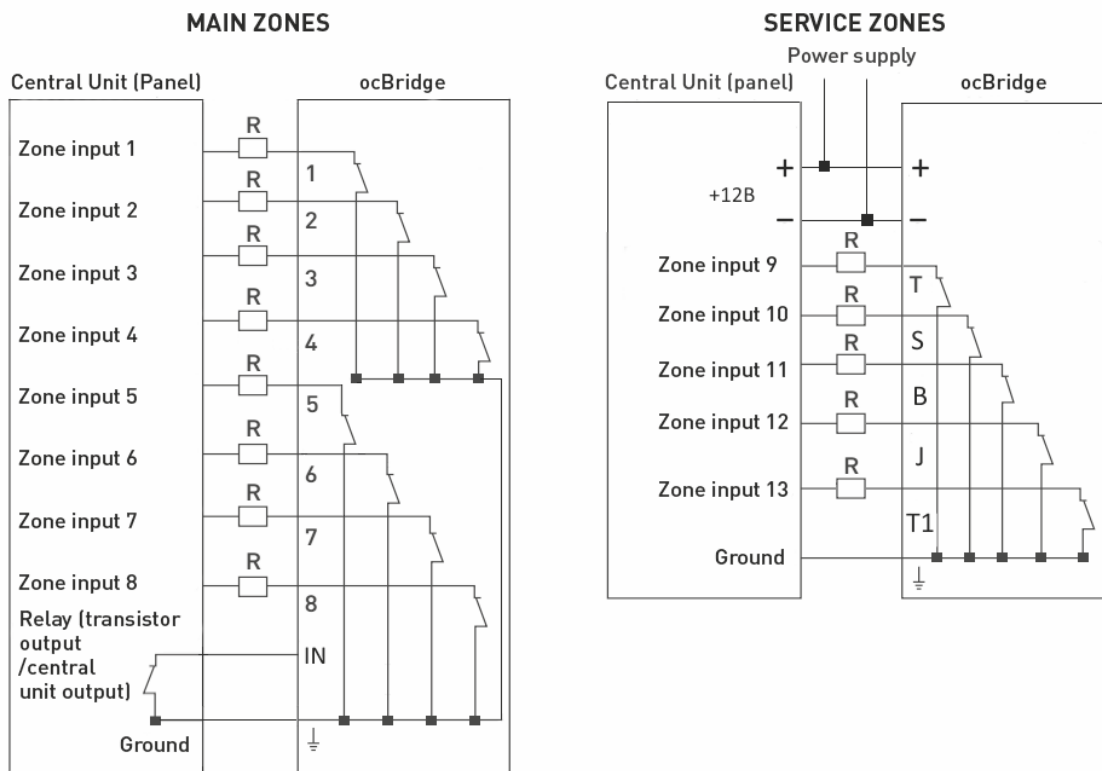 MAIN ZONES
Central Unit (Panel)
ocBridge
Zone input 1
R
1
Zone input 2
R
2
Zone input 3
R
3
Zone input 4
R
4
Zone input 5
R
5
Zone input 6
R
6
Zone input 7
R
7
Zone input 8
R
8
Relay (transistor
output
/central
unit output)
IN
Ground
SERVICE ZONES
Power supply
Central Unit (panel)
ocBridge
+ +
+12B
− −
Zone input 9
R
T
Zone input 10
R
S
Zone input 11
R
B
Zone input 12
R
J
Zone input 13
R
T1
Ground